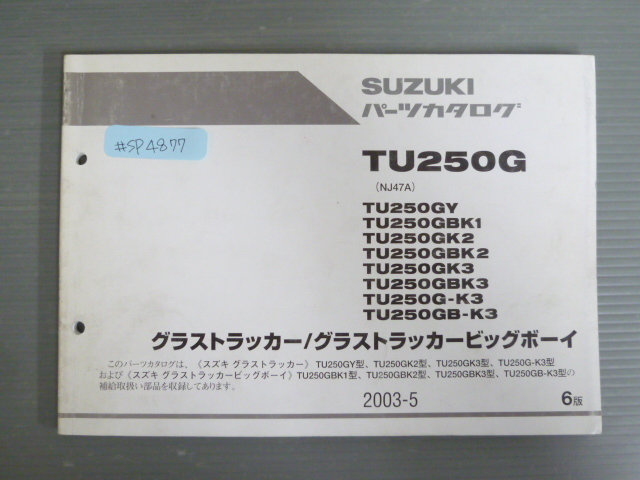 SUZUKI
パーツカタログ
#SP4877
TU250G
(NJ47A)
TU250GY
TU250GBK1
TU250GK2
TU250GBK2
TU250GK3
TU250GBK3
TU250G-K3
TU250GB-K3
グラストラッカー/グラストラッカービッグボーイ
このパーツカタログは、《スズキ グラストラッカー》 TU250GY型、TU250GK2型、TU250GK3型、TU250G-K3型
および《スズキ グラストラッカービッグボーイ》TU250GBK1型、TU250GBK2型、TU250GBK3型、TU250GB-K3型の
補給取扱い部品を収録してあります。
2003-5
6版